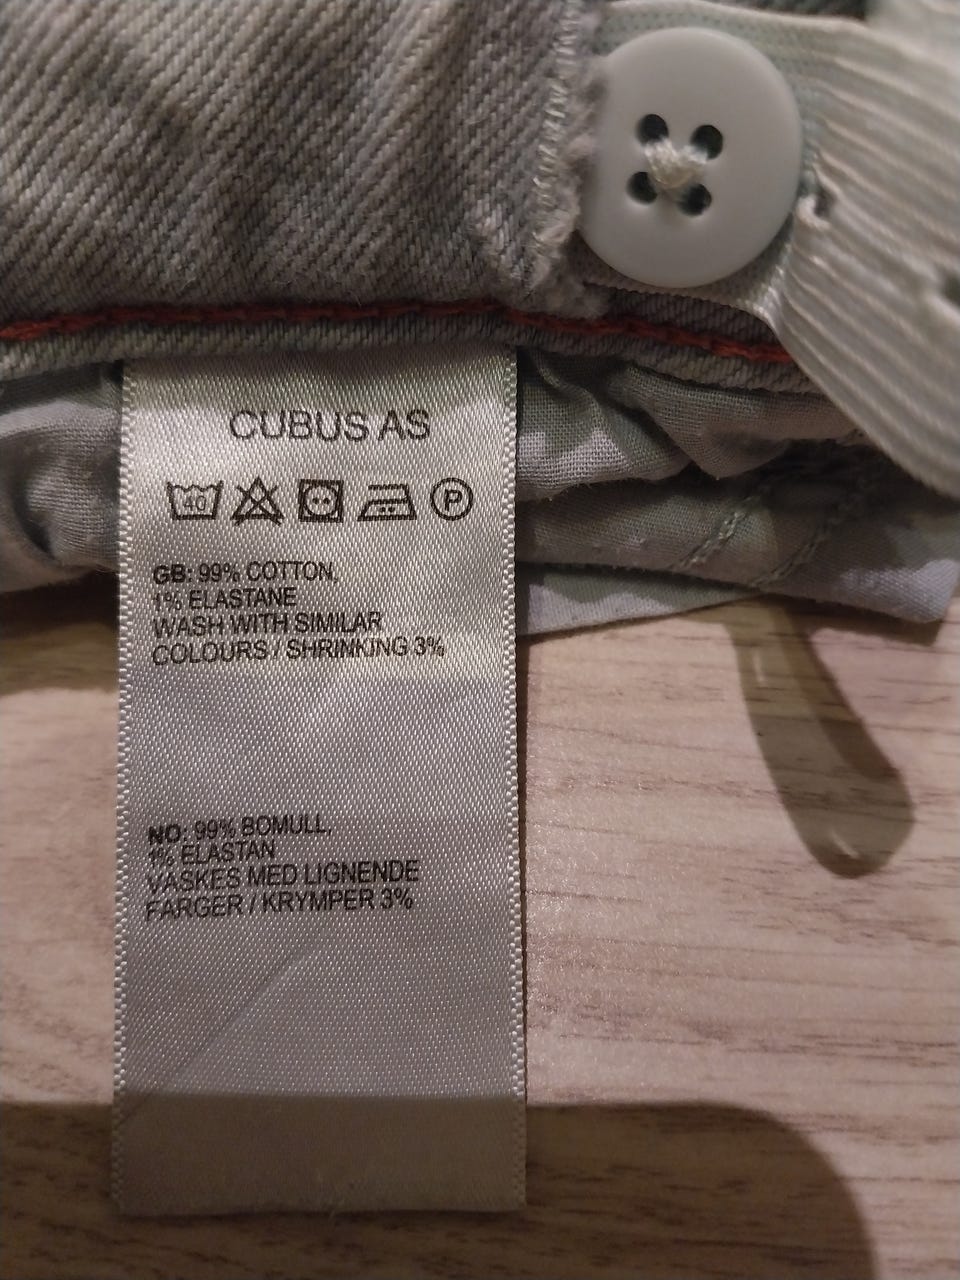 CUBUS AS
40 P
GB: 99% COTTON,
1% ELASTANE
WASH WITH SIMILAR
COLOURS / SHRINKING 3%
NO: 99% BOMULL,
1% ELASTAN
VASKES MED LIGNENDE
FARGER / KRYMPER 3%